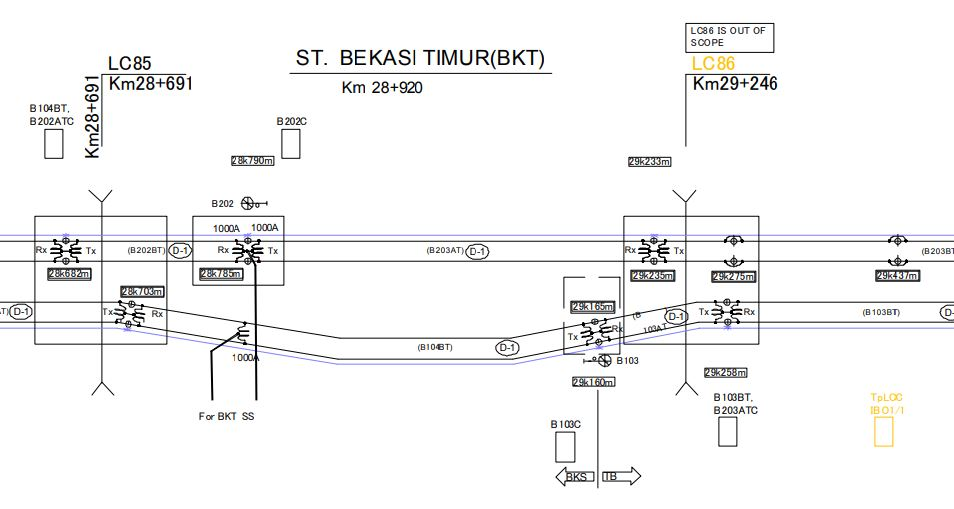 LC86 IS OUT OF
SCOPE
ST. BEKASI TIMUR(BKT)
Km 28+920
LC85
Km28+691
Km28+691
LC86
Km29+246
B104BT,
B202ATC
B202C
28k790m
29k233m
B202
1000A
1000A
Rx
Tx
(B202BT)
D-1
Rx
Tx
(B203AT)
D-1
Rx
Tx
(B203BT
28k682m
28k785m
29k235m
29k275m
29k437m
28k703m
29k165m
T)
D-1
Tx
Rx
1000A
(B104BT)
D-1
Tx
Rx
(B
103AT
D-1
Tx
Rx
(B103BT)
D-
B103
29k160m
29k258m
For BKT SS
B103C
B103BT,
B203ATC
TpLOC
IBO1/1
BKS
TB